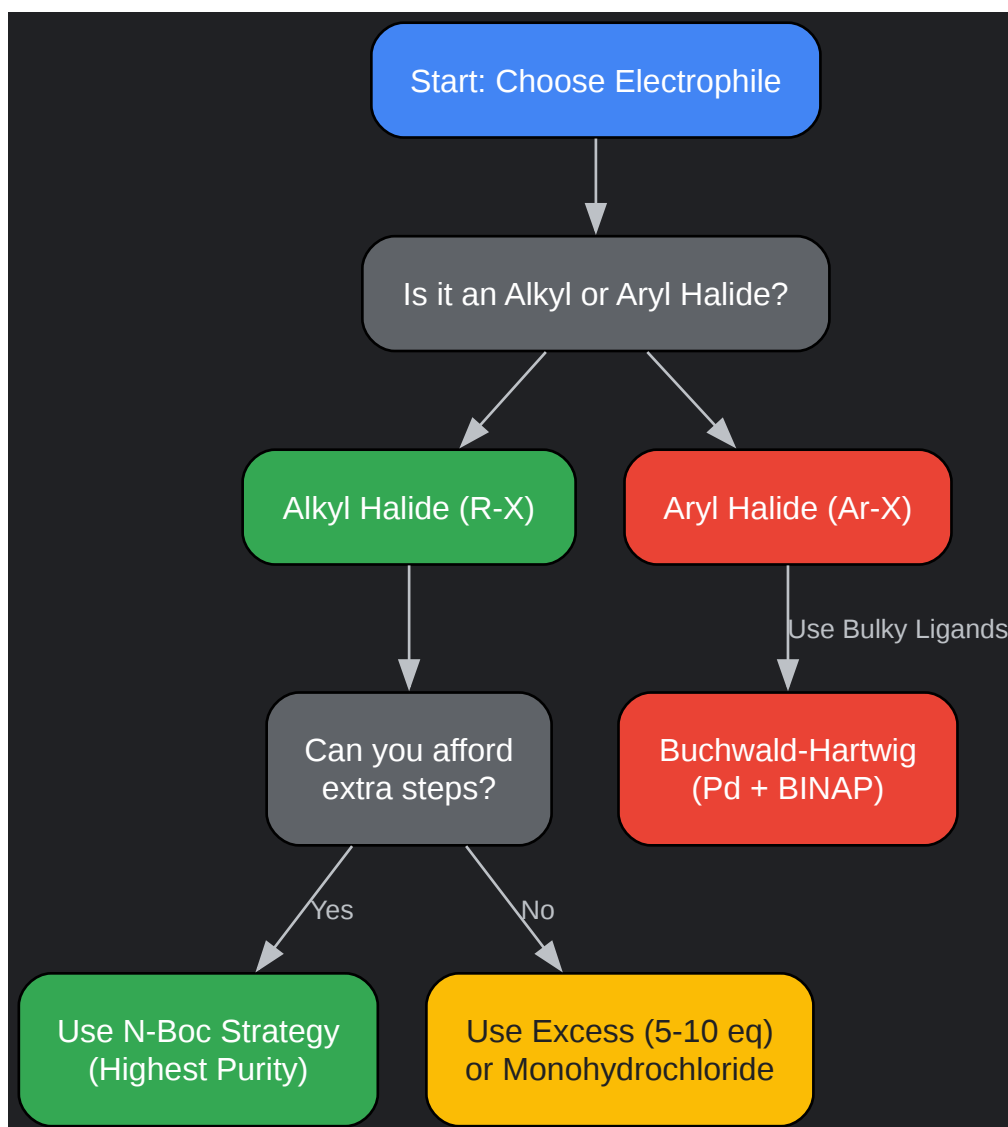 Start: Choose Electrophile
Is it an Alkyl or Aryl Halide?
Alkyl Halide (R-X)
Aryl Halide (Ar-X)
Use Bulky Ligands
Can you afford
extra steps?
Buchwald-Hartwig
(Pd + BINAP)
Yes
No
Use N-Boc Strategy
(Highest Purity)
Use Excess (5-10 eq)
or Monohydrochloride